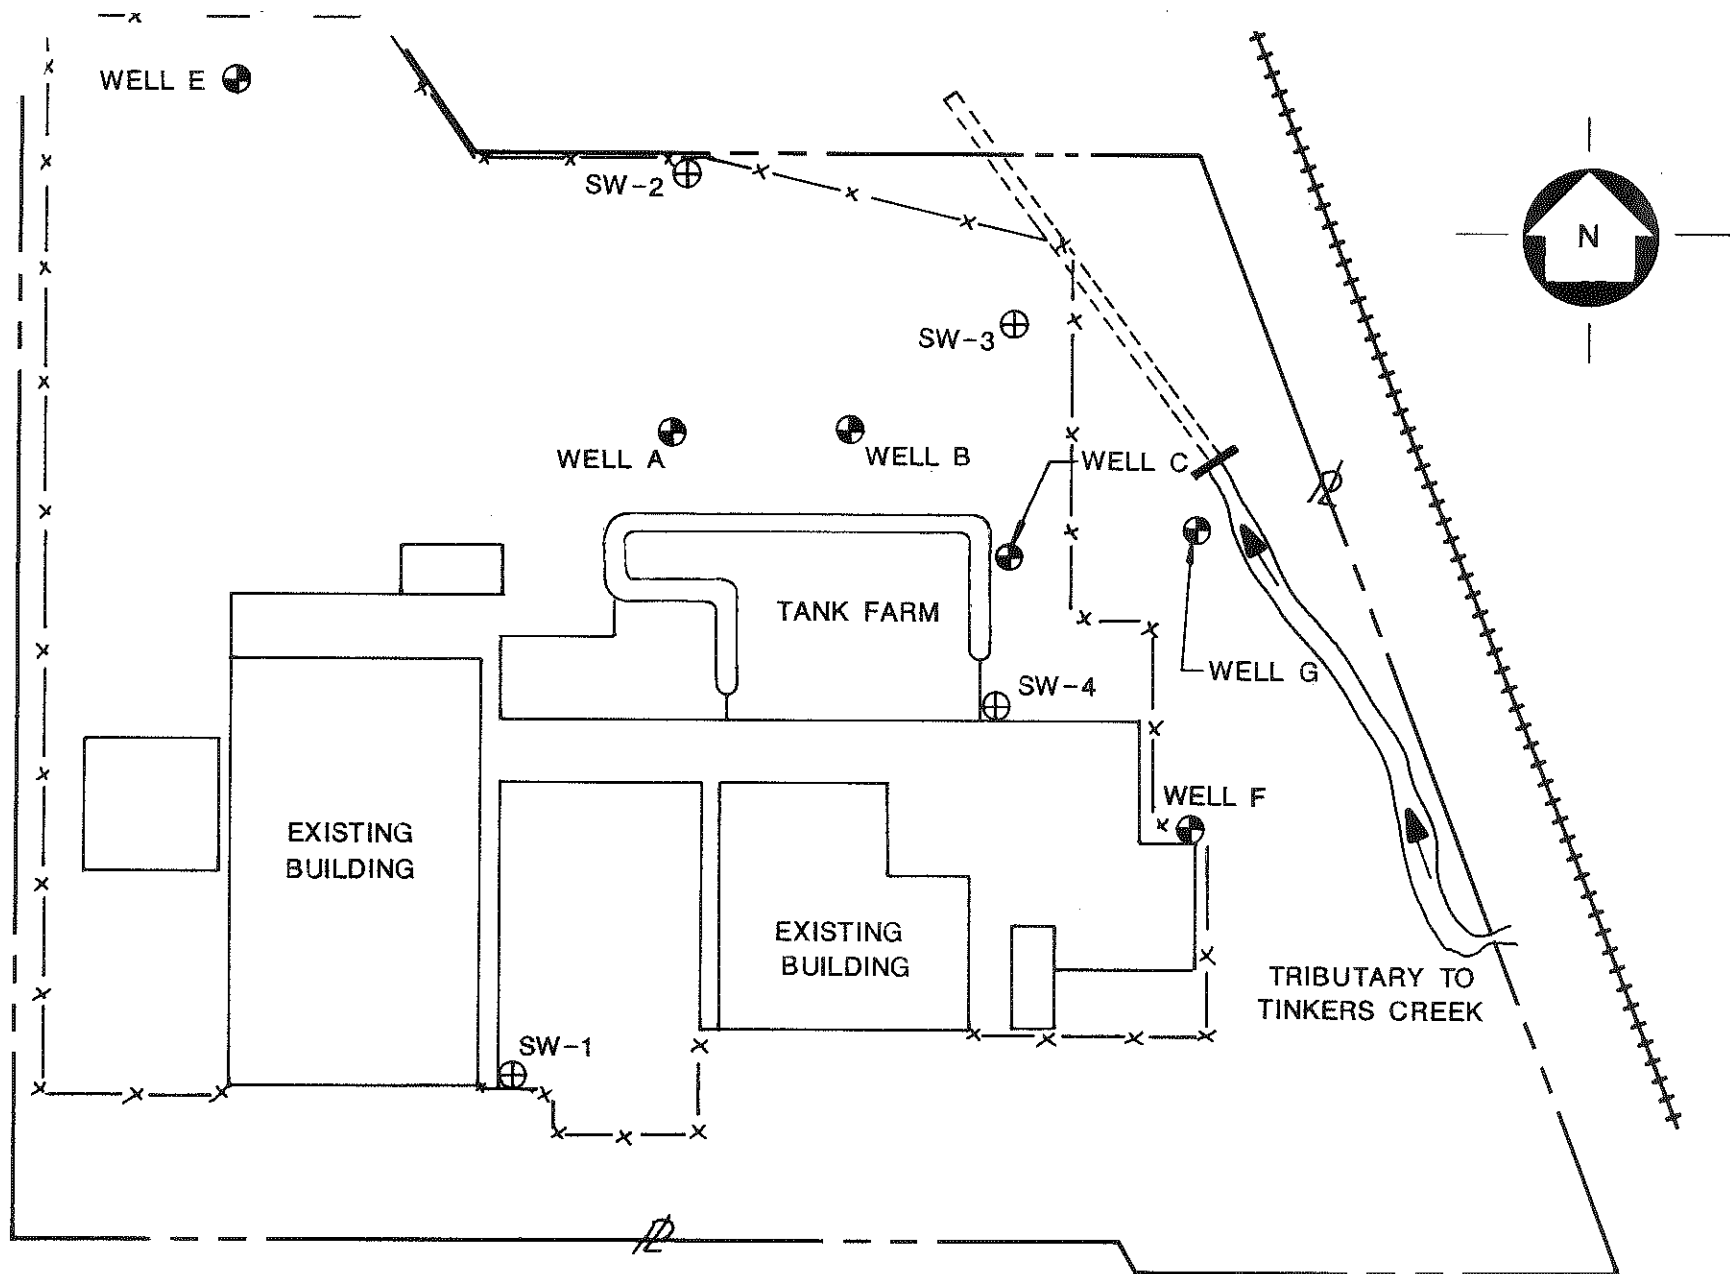 WELL E
SW-2
N
SW-3
WELL A
WELL B
WELL C
TANK FARM
WELL G
SW-4
WELL F
EXISTING
BUILDING
EXISTING
BUILDING
TRIBUTARY TO
TINKERS CREEK
SW-1